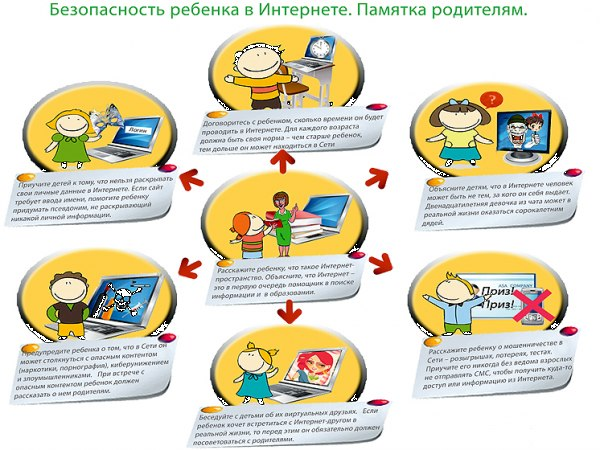 Безопасность ребенка в Интернете. Памятка родителям.
Договоритесь с ребенком, сколько времени он будет
проводить в Интернете. Для каждого возраста
должна быть своя норма – чем старше ребенок,
тем дольше он может находиться в Сети
Логин
Приучите детей к тому, что нельзя раскрывать
свои личные данные в Интернете. Если сайт
требует ввода имени, помогите ребенку
придумать псевдоним, не раскрывающий
никакой личной информации.
?
Объясните детям, что в Интернете человек
может быть не тем, за кого он себя выдает.
Двенадцатилетняя девочка из чата может в
реальной жизни оказаться сорокалетним
дядей.
Расскажите ребенку, что такое Интернет-
пространство. Объясните, что Интернет –
это в первую очередь помощник в поиске
информации и в образовании.
Предупредите ребенка о том, что в Сети он
может столкнуться с опасным контентом
(наркотики, порнография), киберунижением
и злоумышленниками. При встрече с
опасным контентом ребенок должен
рассказать о нем родителям.
Приз!
Приз!
Расскажите ребенку о мошенничестве в
Сети – розыгрышах, лотереях, тестах.
Приучите его никогда без ведома взрослых
не отправлять СМС, чтобы получить куда-то
доступ или информацию из Интернета.
Беседуйте с детьми об их виртуальных друзьях. Если
ребенок хочет встретиться с Интернет-другом в
реальной жизни, то перед этим он обязательно должен
посоветоваться с родителями.